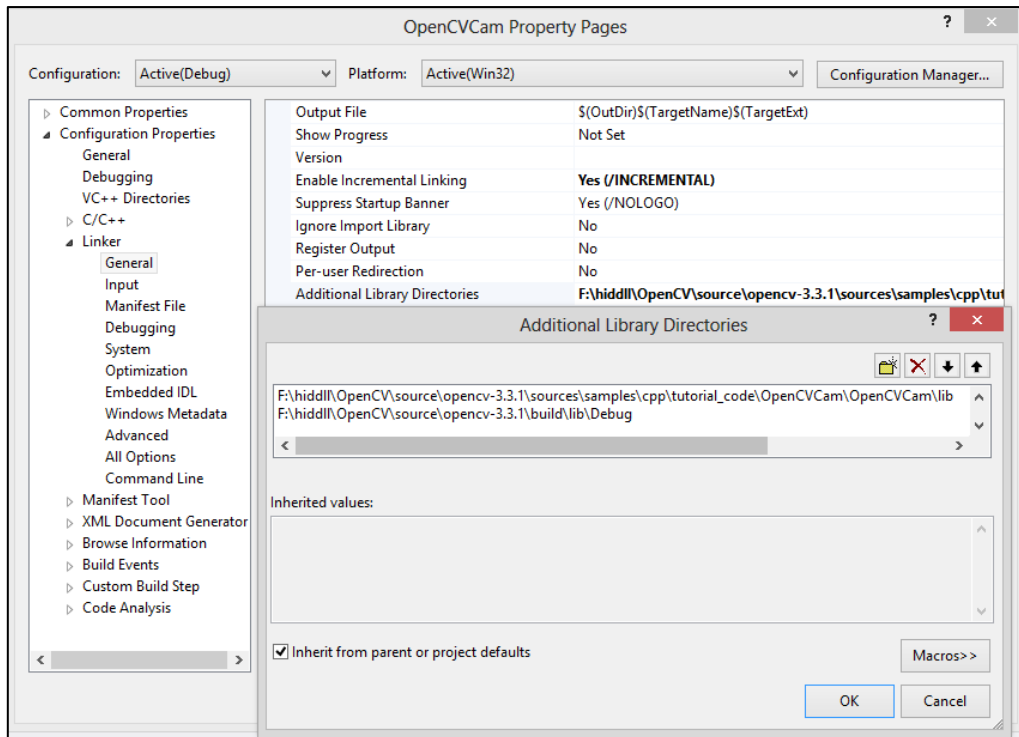 OpenCVCam Property Pages
?
Configuration: Active(Debug) Platform: Active(Win32) Configuration Manager...
Common Properties
Configuration Properties
General
Debugging
VC++ Directories
C/C++
Linker
General
Input
Manifest File
Debugging
System
Optimization
Embedded IDL
Windows Metadata
Advanced
All Options
Command Line
Manifest Tool
XML Document Generator
Browse Information
Build Events
Custom Build Step
Code Analysis
Output File $(OutDir)$(TargetName)$(TargetExt)
Show Progress Not Set
Version
Enable Incremental Linking Yes (/INCREMENTAL)
Suppress Startup Banner Yes (/NOLOGO)
Ignore Import Library No
Register Output No
Per-user Redirection No
Additional Library Directories F:\hiddll\OpenCV\source\opencv-3.3.1\sources\samples\cpp\tut
Additional Library Directories
?
F:\hiddll\OpenCV\source\opencv-3.3.1\sources\samples\cpp\tutorial_code\OpenCVCam\OpenCVCam\lib
F:\hiddll\OpenCV\source\opencv-3.3.1\build\lib\Debug
Inherited values:
Inherit from parent or project defaults
Macros>>
OK Cancel